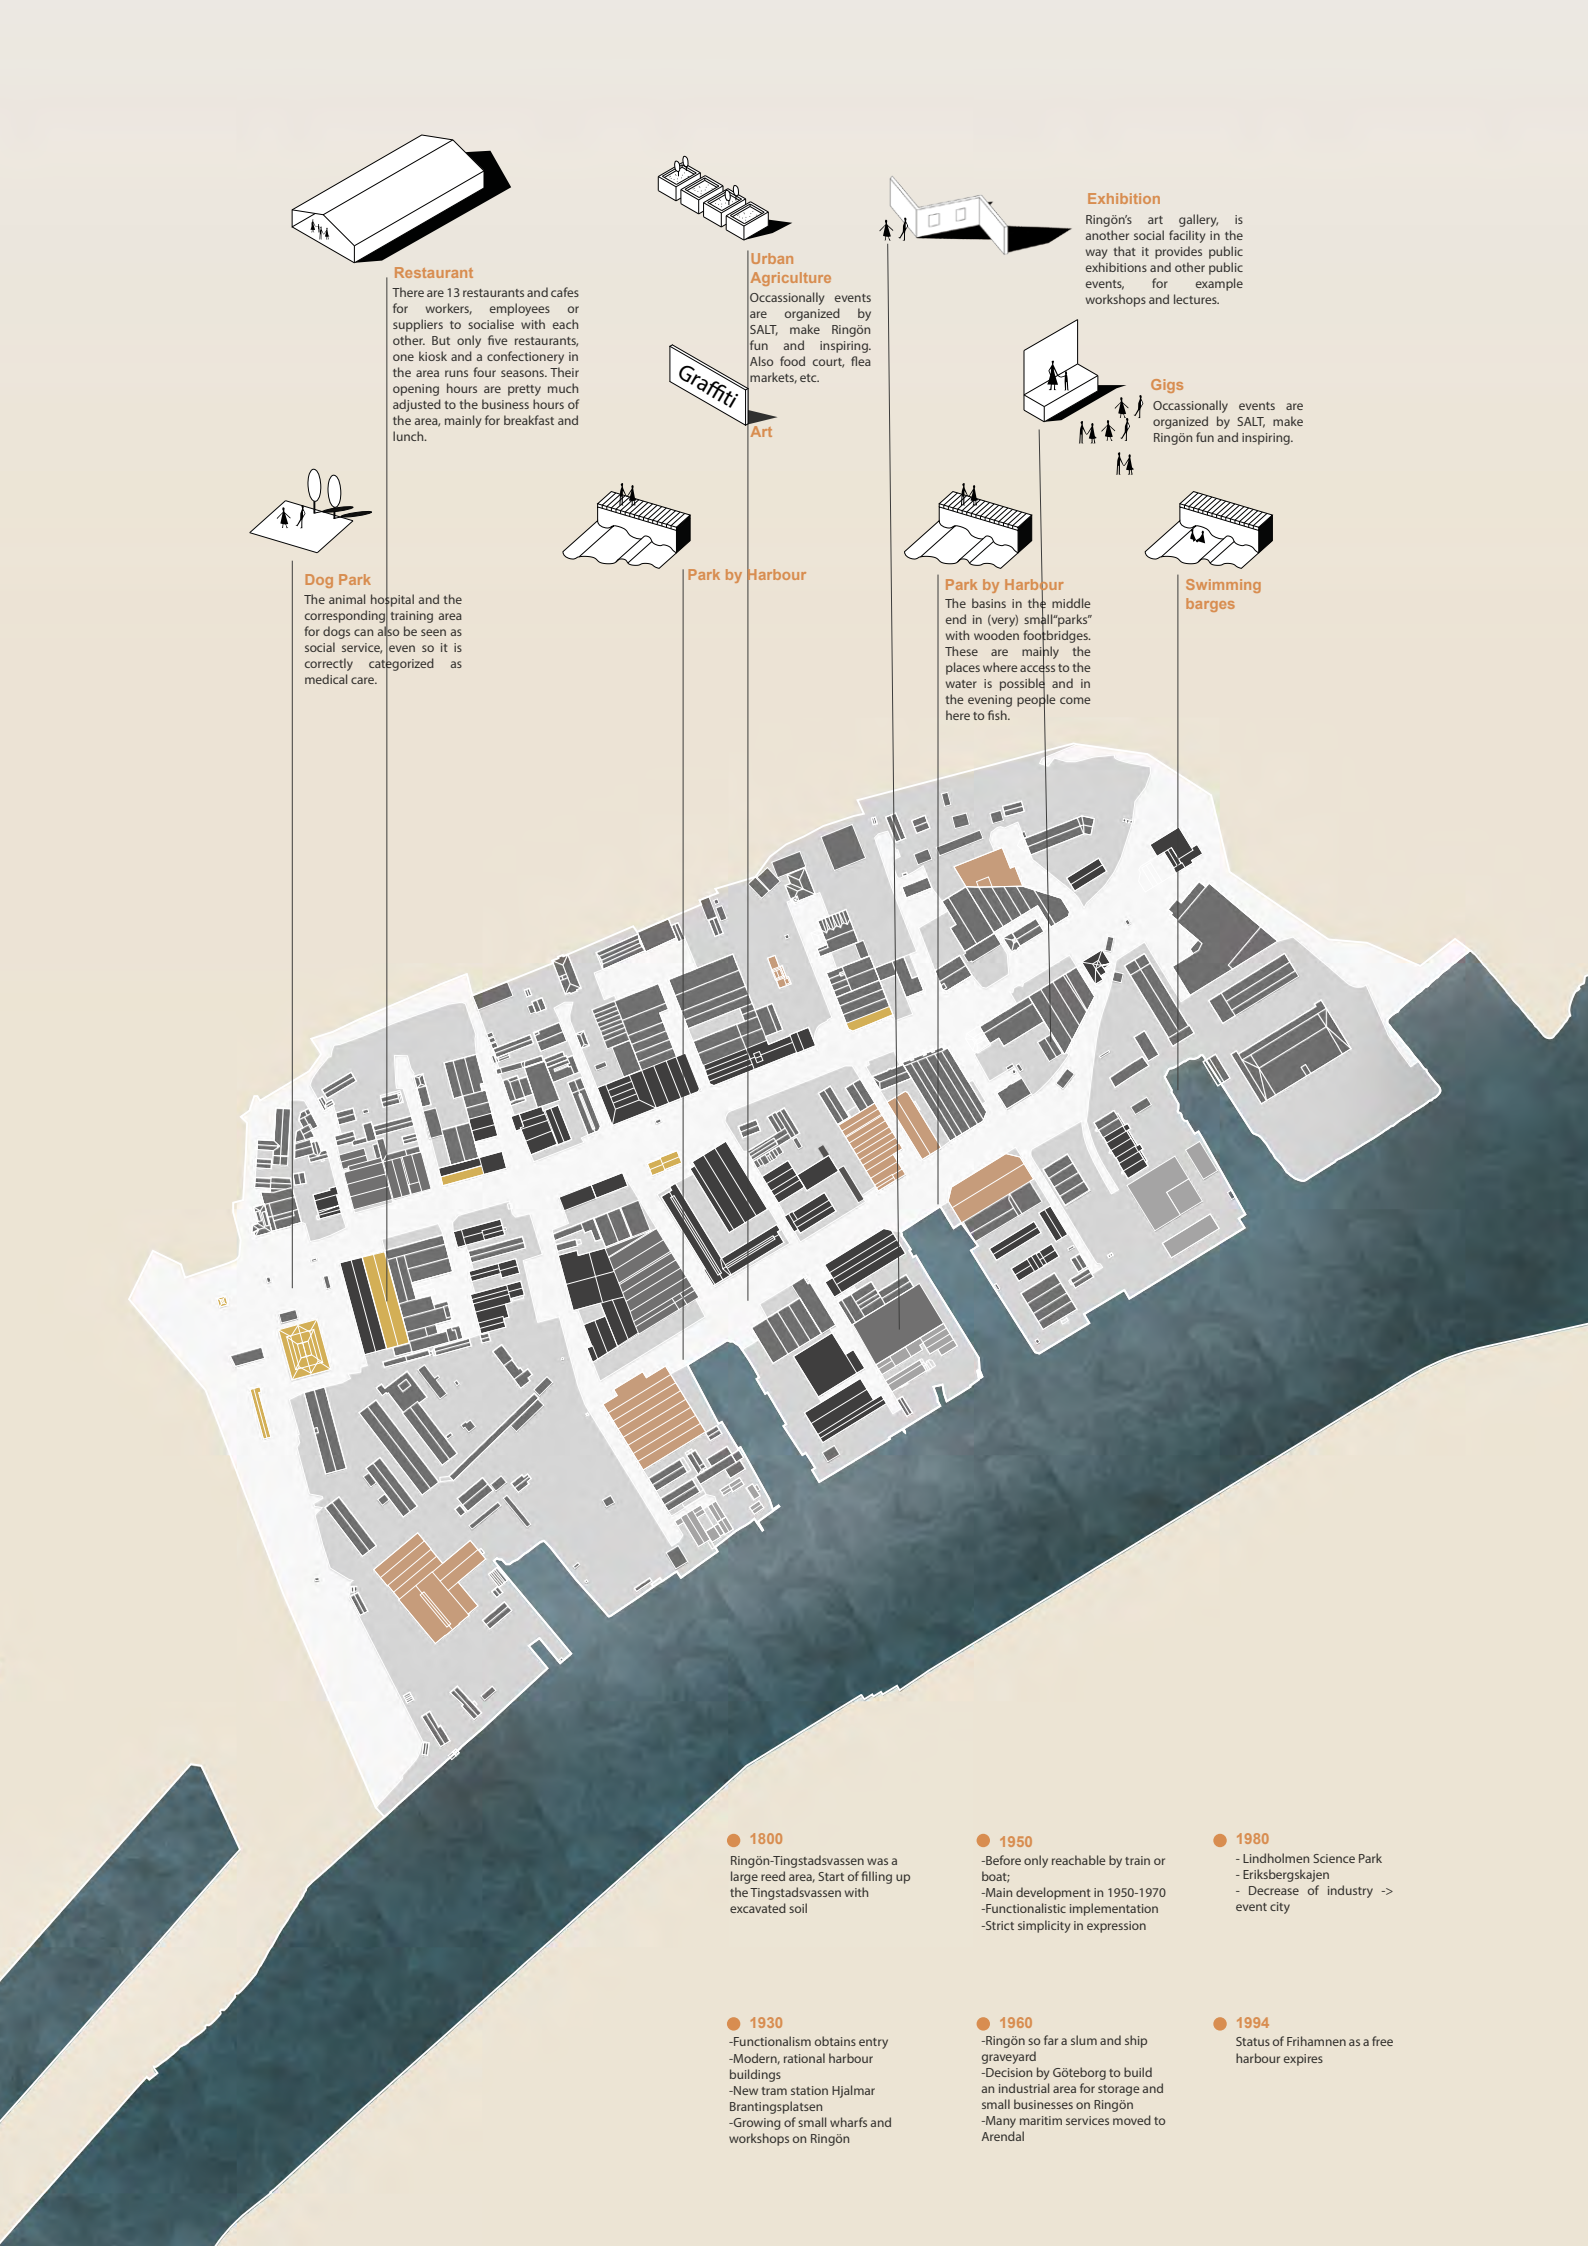 Exhibition
Ringön's art gallery, is
another social facility in the
way that it provides public
exhibitions and other public
events, for example
workshops and lectures.
Restaurant
There are 13 restaurants and cafes
for workers, employees or
suppliers to socialise with each
other. But only five restaurants,
one kiosk and a confectionery in
the area runs four seasons. Their
opening hours are pretty much
adjusted to the business hours of
the area, mainly for breakfast and
lunch.
Urban
Agriculture
Occassionally events
are organized by
SALT, make Ringön
fun and inspiring.
Also food court, flea
markets, etc.
Graffiti
Art
Gigs
Occassionally events are
organized by SALT, make
Ringön fun and inspiring.
Dog Park
The animal hospital and the
corresponding training area
for dogs can also be seen as
social service, even so it is
correctly categorized as
medical care.
Park by Harbour
Park by Harbour
The basins in the middle
end in (very) small"parks"
with wooden footbridges.
These are mainly the
places where access to the
water is possible and in
the evening people come
here to fish.
Swimming
barges
1800
Ringön-Tingstadsvassen was a
large reed area, Start of filling up
the Tingstadsvassen with
excavated soil
1950
-Before only reachable by train or
boat;
-Main development in 1950-1970
-Functionalistic implementation
-Strict simplicity in expression
1980
- Lindholmen Science Park
- Eriksbergskajen
- Decrease of industry ->
event city
1930
-Functionalism obtains entry
-Modern, rational harbour
buildings
-New tram station Hjalmar
Brantingsplatsen
-Growing of small wharfs and
workshops on Ringön
1960
-Ringön so far a slum and ship
graveyard
-Decision by Göteborg to build
an industrial area for storage and
small businesses on Ringön
-Many maritim services moved to
Arendal
1994
Status of Frihamnen as a free
harbour expires